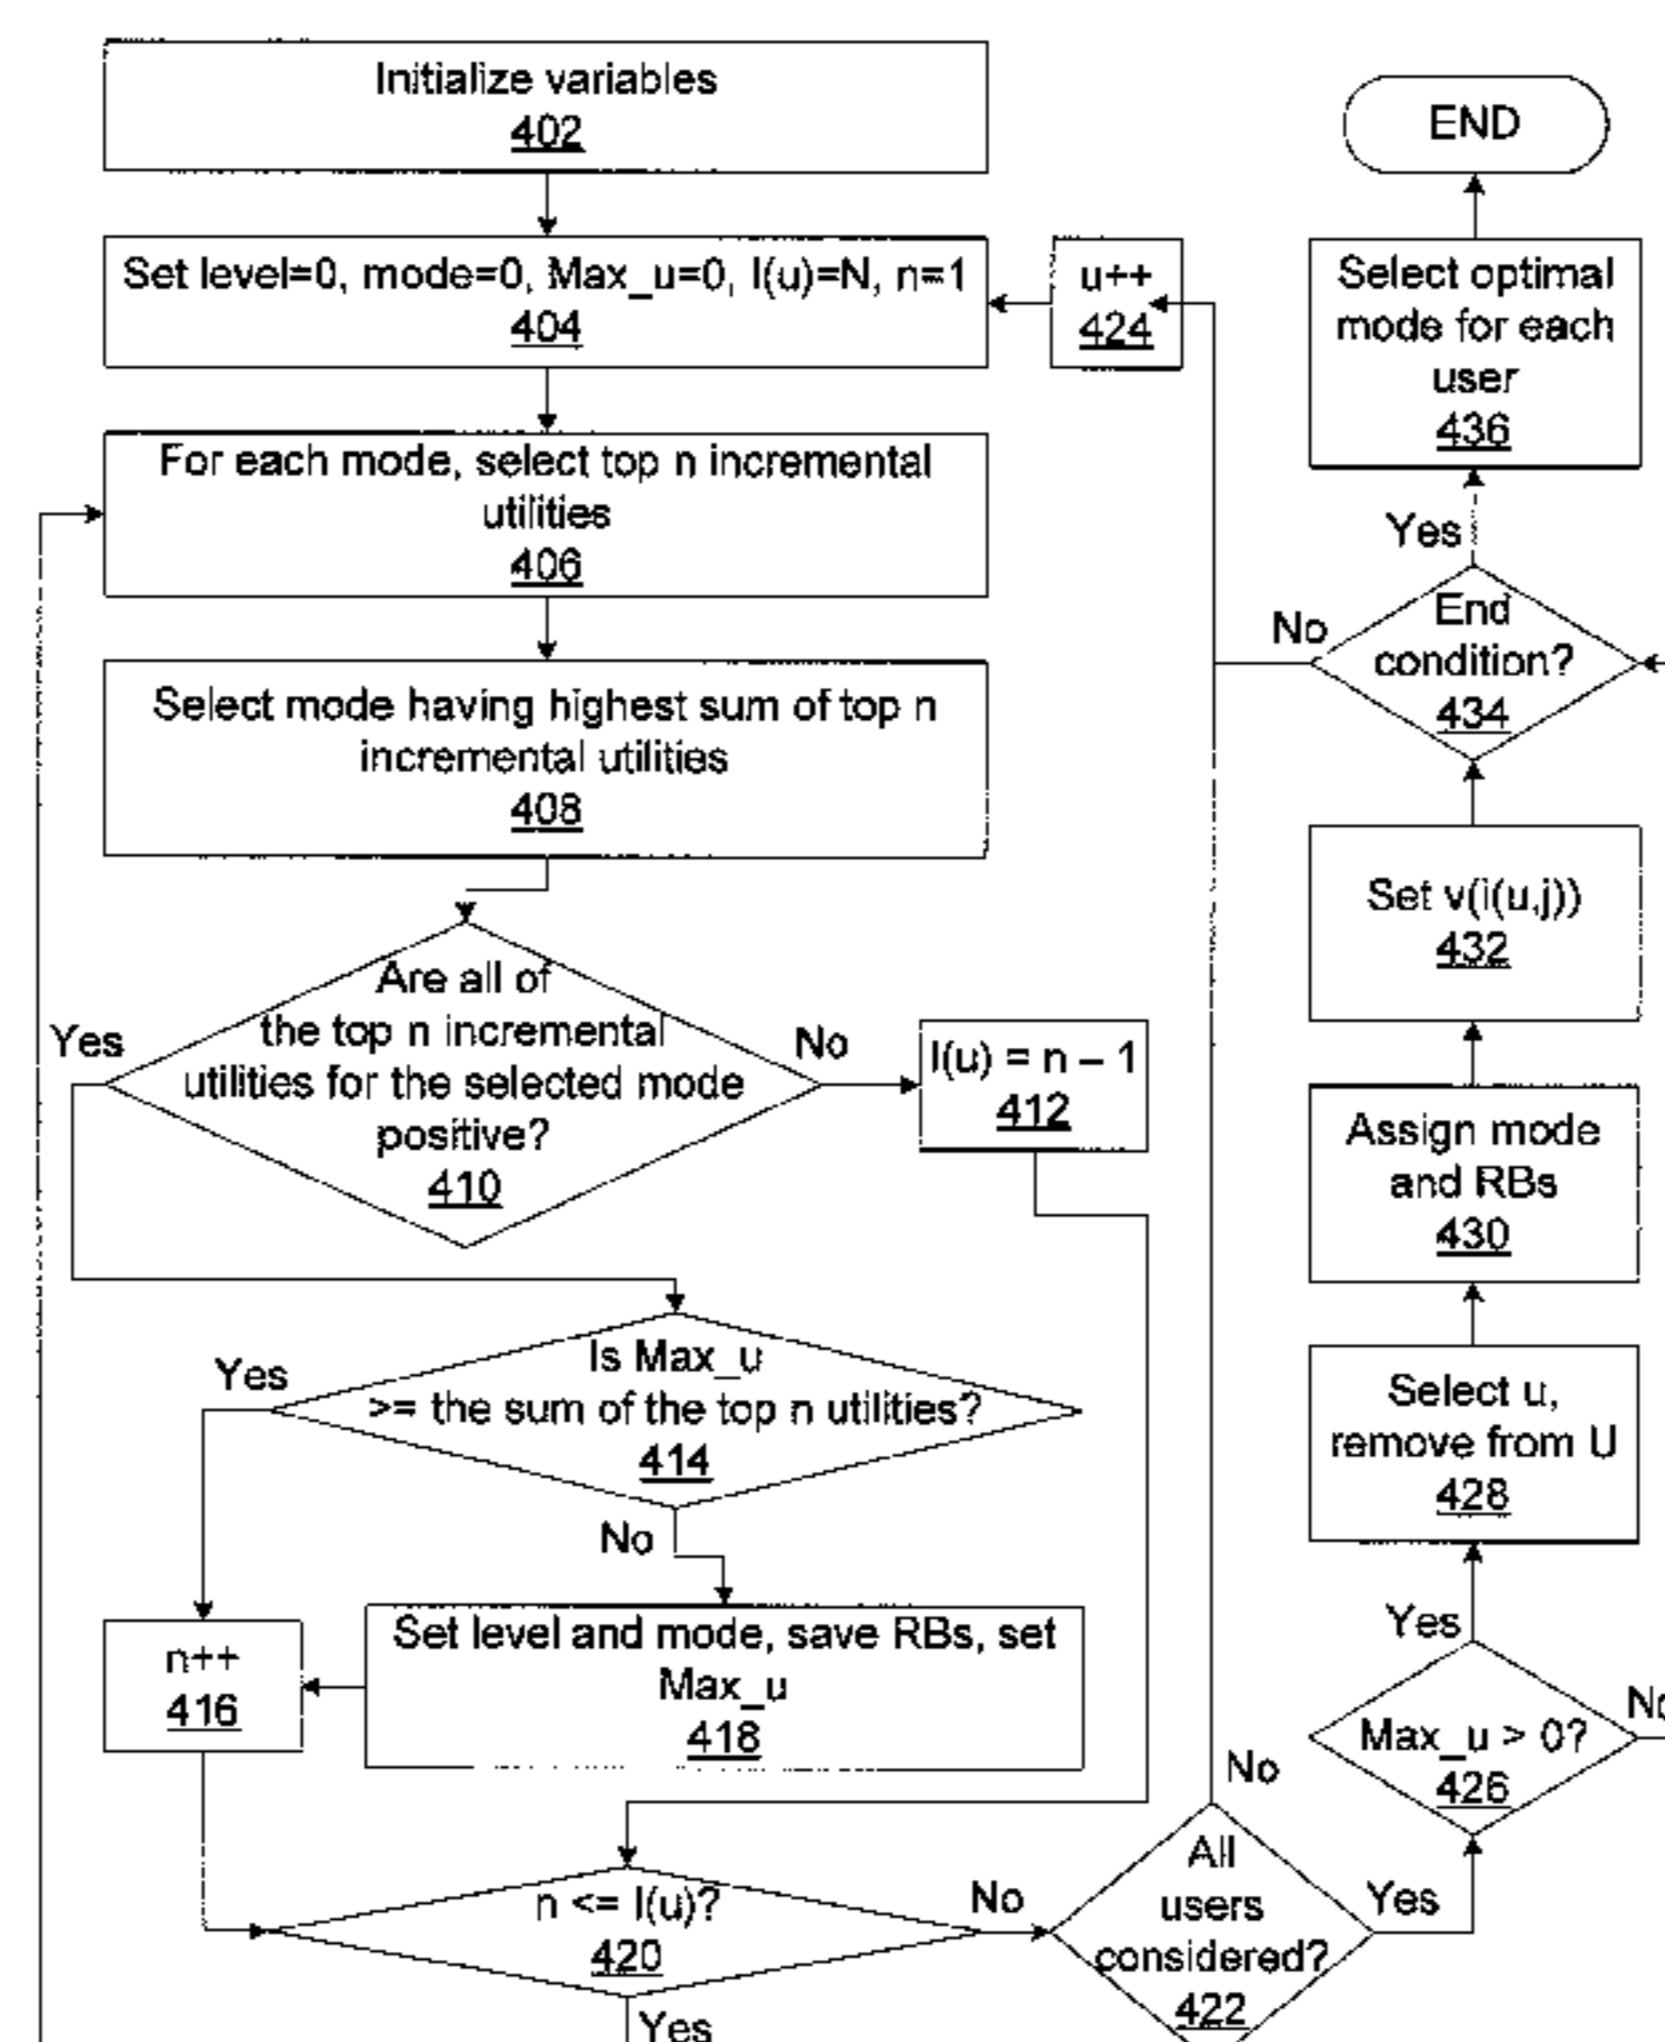 Initialize variables
402
Set level=0, mode=0, Max_u=0, I(u)=N, n=1
404
u++
424
For each mode, select top n incremental
utilities
406
Select mode having highest sum of top n
incremental utilities
408
Are all of
the top n incremental
utilities for the selected mode
positive?
410
Yes
No
I(u) = n – 1
412
Is Max_u
>= the sum of the top n utilities?
414
Yes
No
n++
416
Set level and mode, save RBs, set
Max_u
418
n <= I(u)?
420
No
Yes
All
users
considered?
422
No
Yes
Max_u > 0?
426
Yes
No
Select u,
remove from U
428
Assign mode
and RBs
430
Set v(i(u,j))
432
End
condition?
434
No
Yes
Select optimal
mode for each
user
436
END